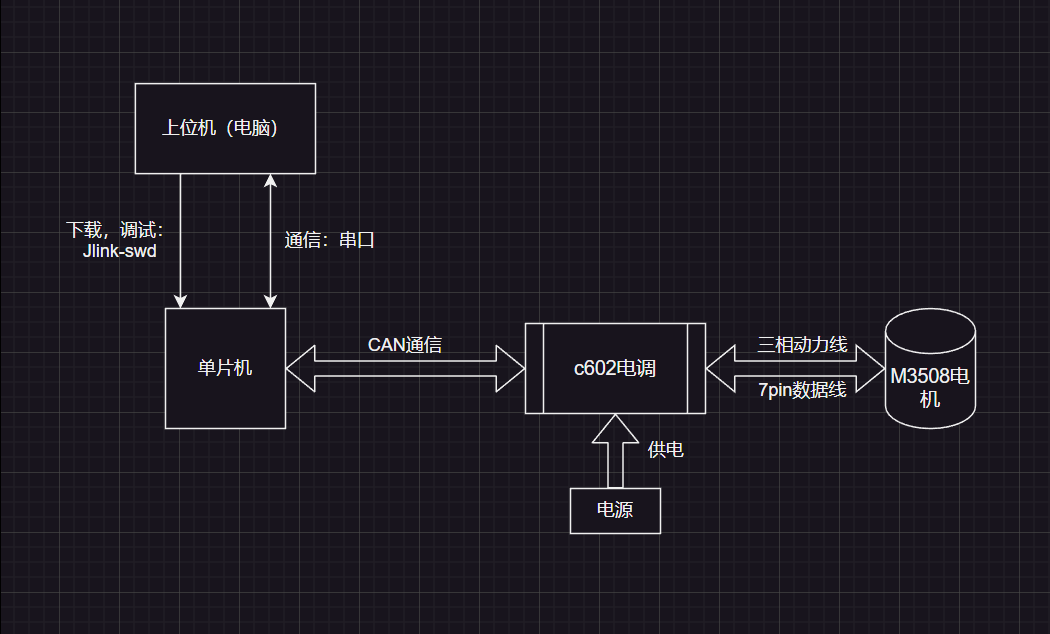 上位机（电脑）
下载，调试：
Jlink-swd
通信：串口
单片机
CAN通信
c602电调
三相动力线
7pin数据线
M3508电
机
供电
电源